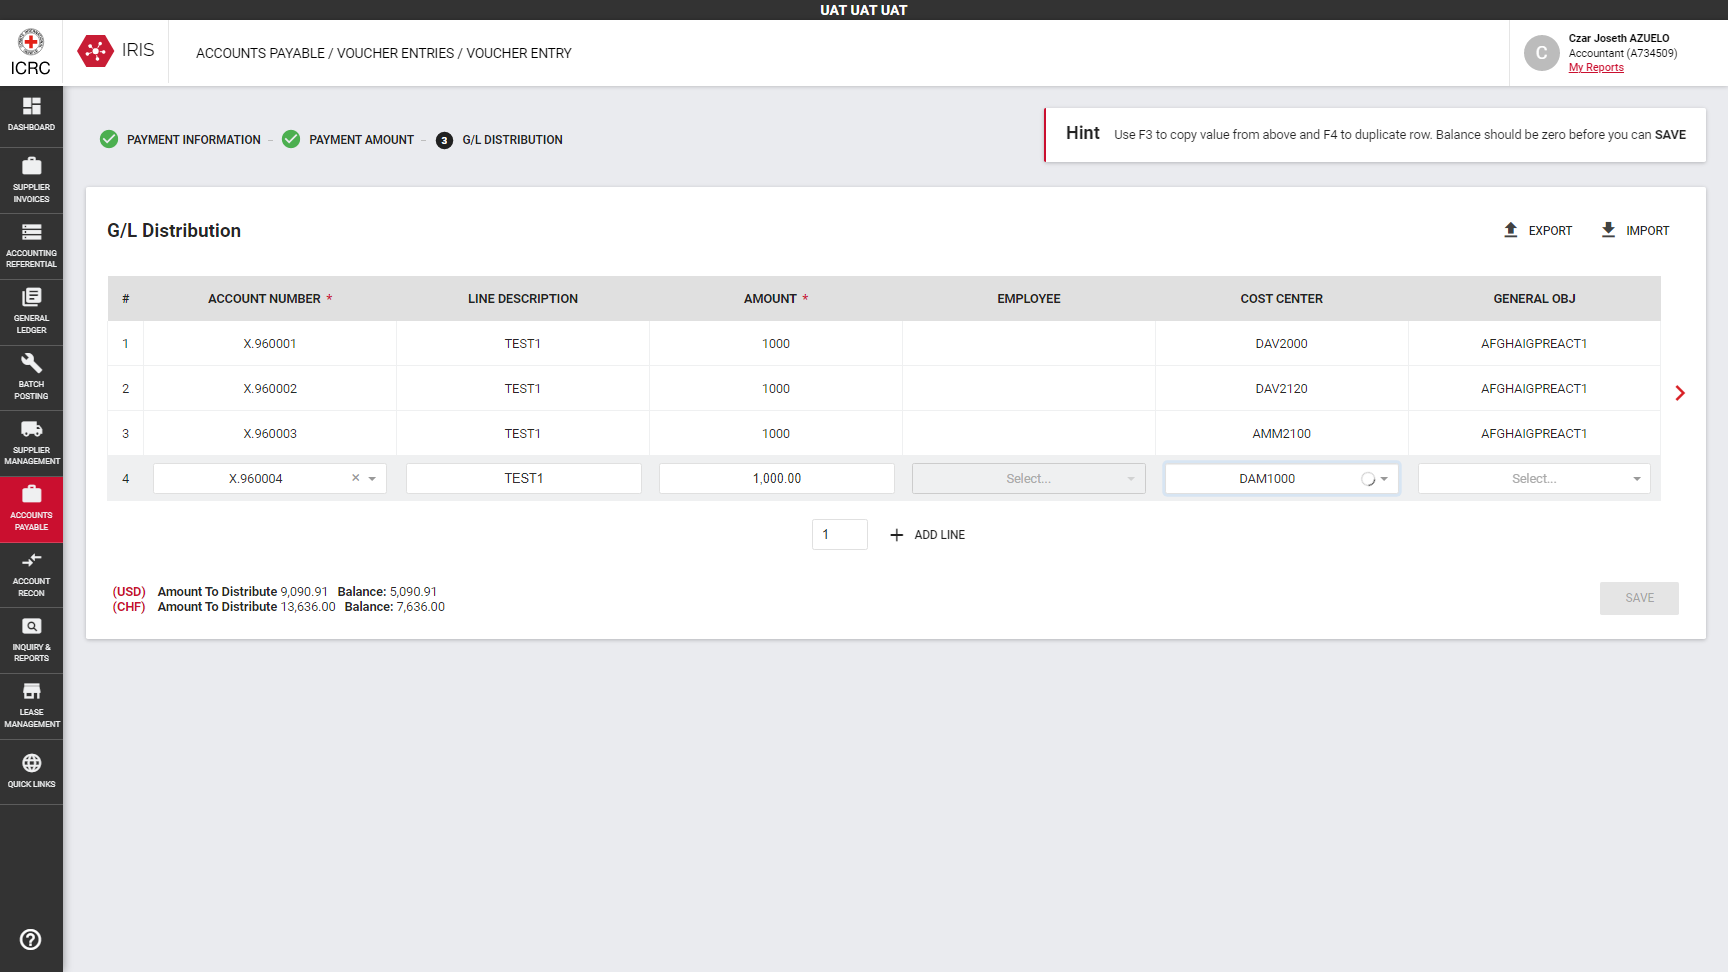 UAT UAT UAT
ICRC
IRIS
ACCOUNTS PAYABLE / VOUCHER ENTRIES / VOUCHER ENTRY
C
Czar Joseth AZUELO
Accountant (A734509)
My Reports
DASHBOARD
SUPPLIER
INVOICES
ACCOUNTING
REFERENTIAL
GENERAL
LEDGER
BATCH
POSTING
SUPPLIER
MANAGEMENT
ACCOUNTS
PAYABLE
ACCOUNT
RECON
INQUIRY &
REPORTS
LEASE
MANAGEMENT
QUICK LINKS
PAYMENT INFORMATION – PAYMENT AMOUNT – 3 G/L DISTRIBUTION
Hint Use F3 to copy value from above and F4 to duplicate row. Balance should be zero before you can SAVE
G/L Distribution
EXPORT IMPORT
# ACCOUNT NUMBER * LINE DESCRIPTION AMOUNT * EMPLOYEE COST CENTER GENERAL OBJ
1 X.960001 TEST1 1000 DAV2000 AFGHAIGPREACT1
2 X.960002 TEST1 1000 DAV2120 AFGHAIGPREACT1
3 X.960003 TEST1 1000 AMM2100 AFGHAIGPREACT1
4 X.960004 × TEST1 1,000.00 Select... DAM1000 Select...
1 + ADD LINE
(USD) Amount To Distribute 9,090.91 Balance: 5,090.91
(CHF) Amount To Distribute 13,636.00 Balance: 7,636.00
SAVE